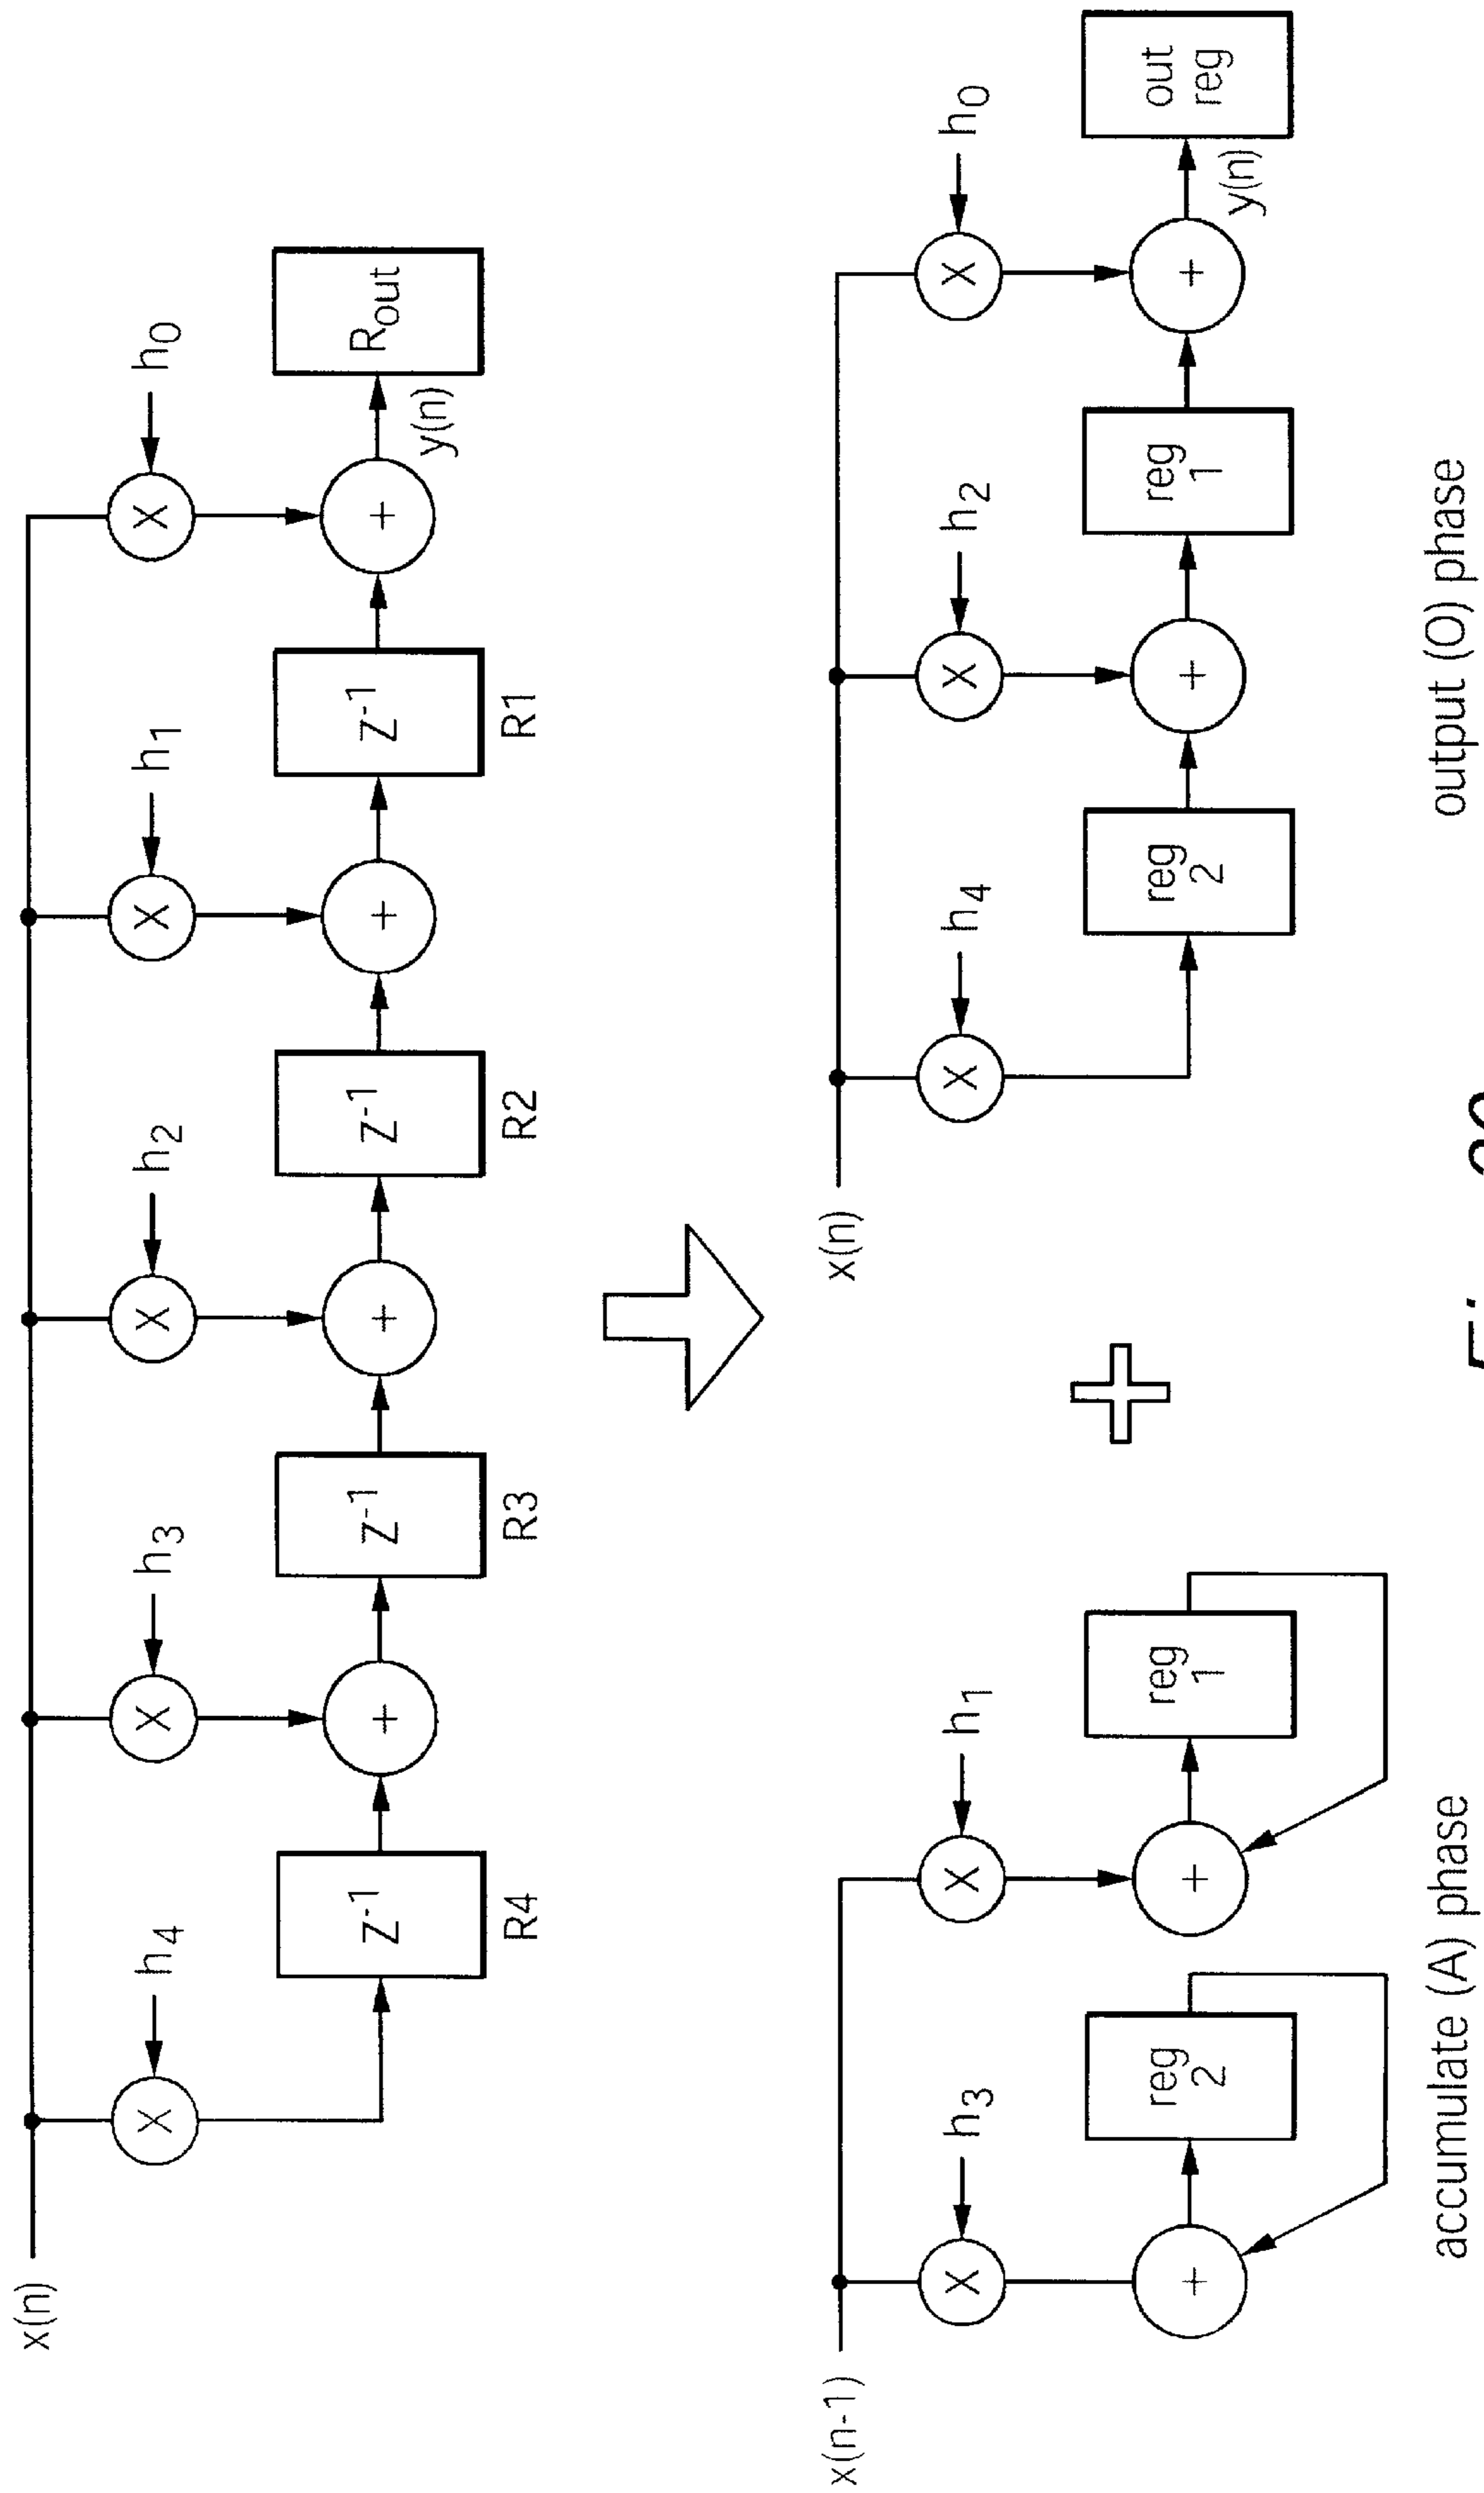 x(n)
h4
h3
h2
h1
h0
X
X
X
X
X
+
+
+
+
Z-1
Z-1
Z-1
Z-1
Rout
y(n)
R4
R3
R2
R1
x(n-1)
h3
h1
X
X
+
reg
2
+
reg
1
accumulate (A) phase
+
x(n)
h4
h2
h0
X
X
X
reg
2
+
reg
1
+
y(n)
out
reg
output (O) phase